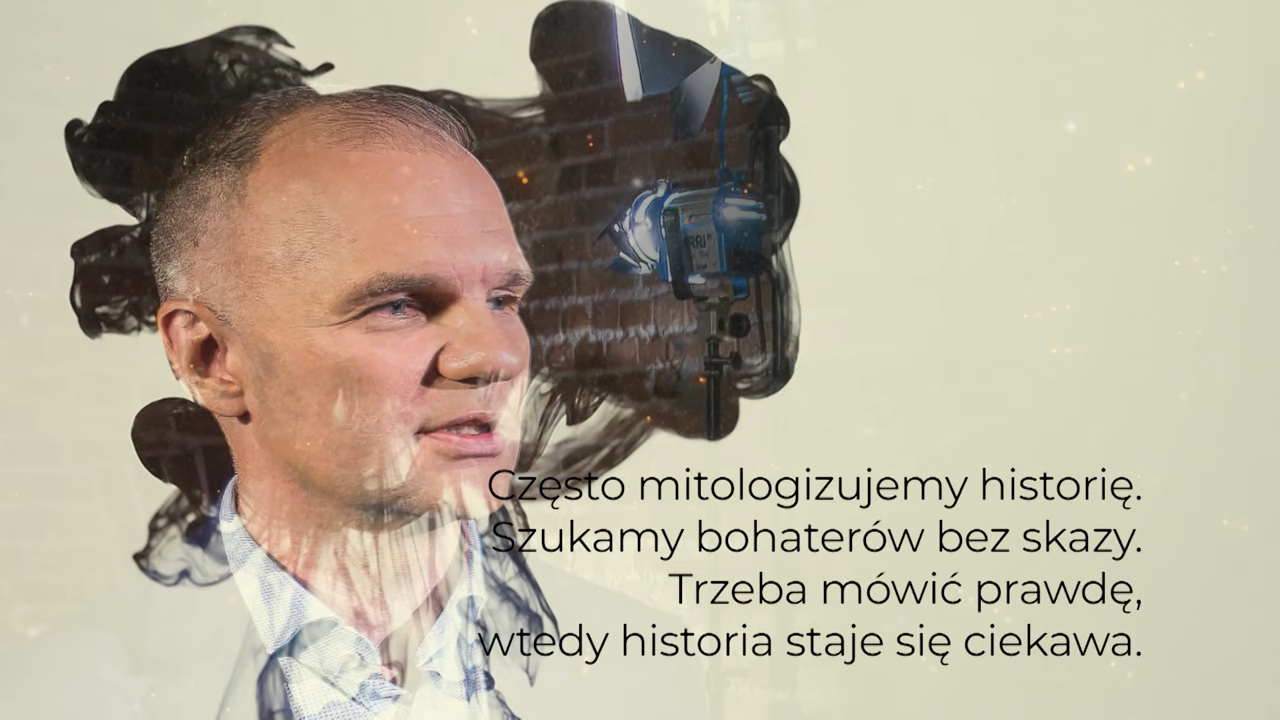 Często mitologizujemy historię.
Szukamy bohaterów bez skazy.
Trzeba mówić prawdę,
wtedy historia staje się ciekawa.